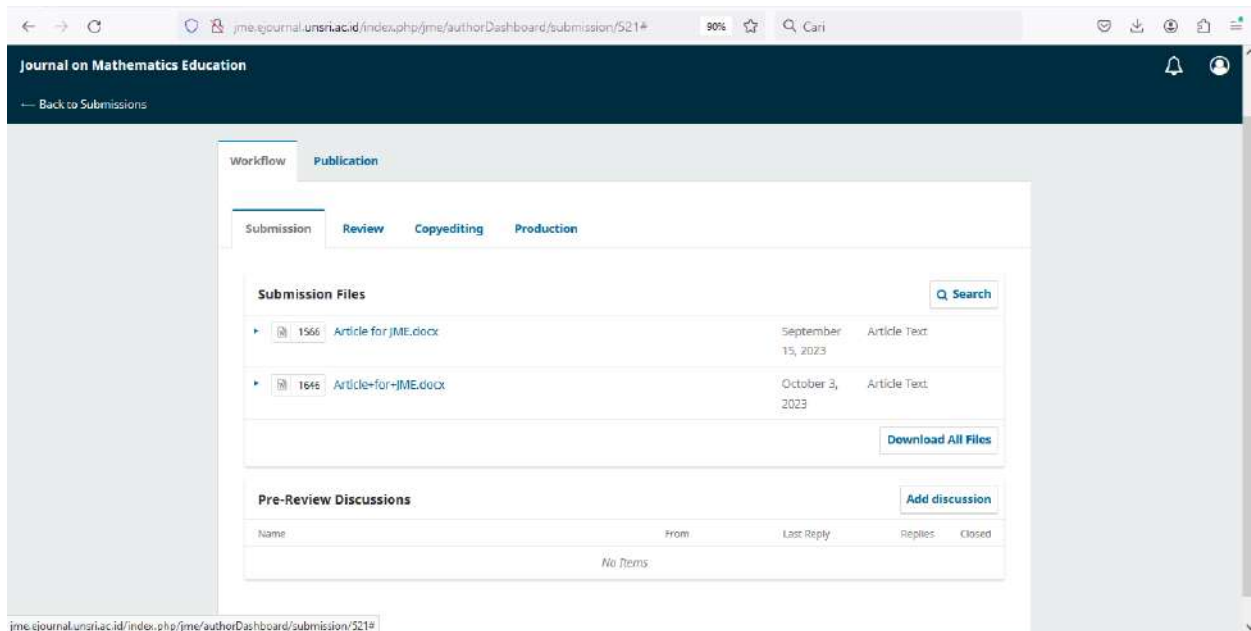 jme.ejournal.unsri.ac.id/index.php/jme/authorDashboard/submission/521#
90%
Cari
Journal on Mathematics Education
← Back to Submissions
Workflow
Publication
Submission
Review
Copyediting
Production
Submission Files
Search
1566 Article for JME.docx
September 15, 2023
Article Text
1646 Article+for+JME.docx
October 3, 2023
Article Text
Download All Files
Pre-Review Discussions
Add discussion
Name
From
Last Reply
Replies
Closed
No Items
jme.ejournal.unsri.ac.id/index.php/jme/authorDashboard/submission/521#